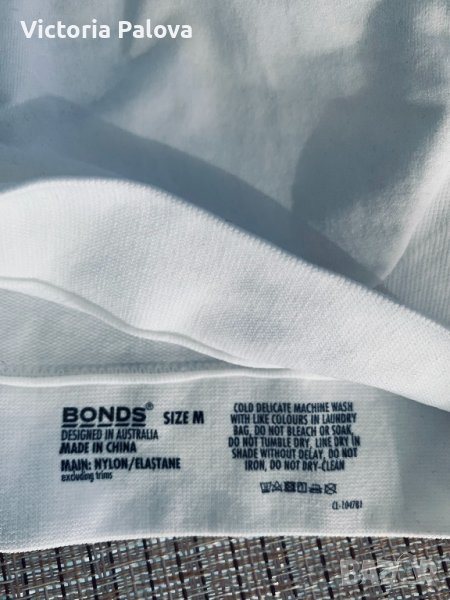 Victoria Palova
BONDS® SIZE M
DESIGNED IN AUSTRALIA
MADE IN CHINA
MAIN: NYLON/ELASTANE
excluding trims
COLD DELICATE MACHINE WASH
WITH LIKE COLOURS IN LAUNDRY
BAG, DO NOT BLEACH OR SOAK,
DO NOT TUMBLE DRY, LINE DRY IN
SHADE WITHOUT DELAY, DO NOT
IRON, DO NOT DRY-CLEAN
CL-104781